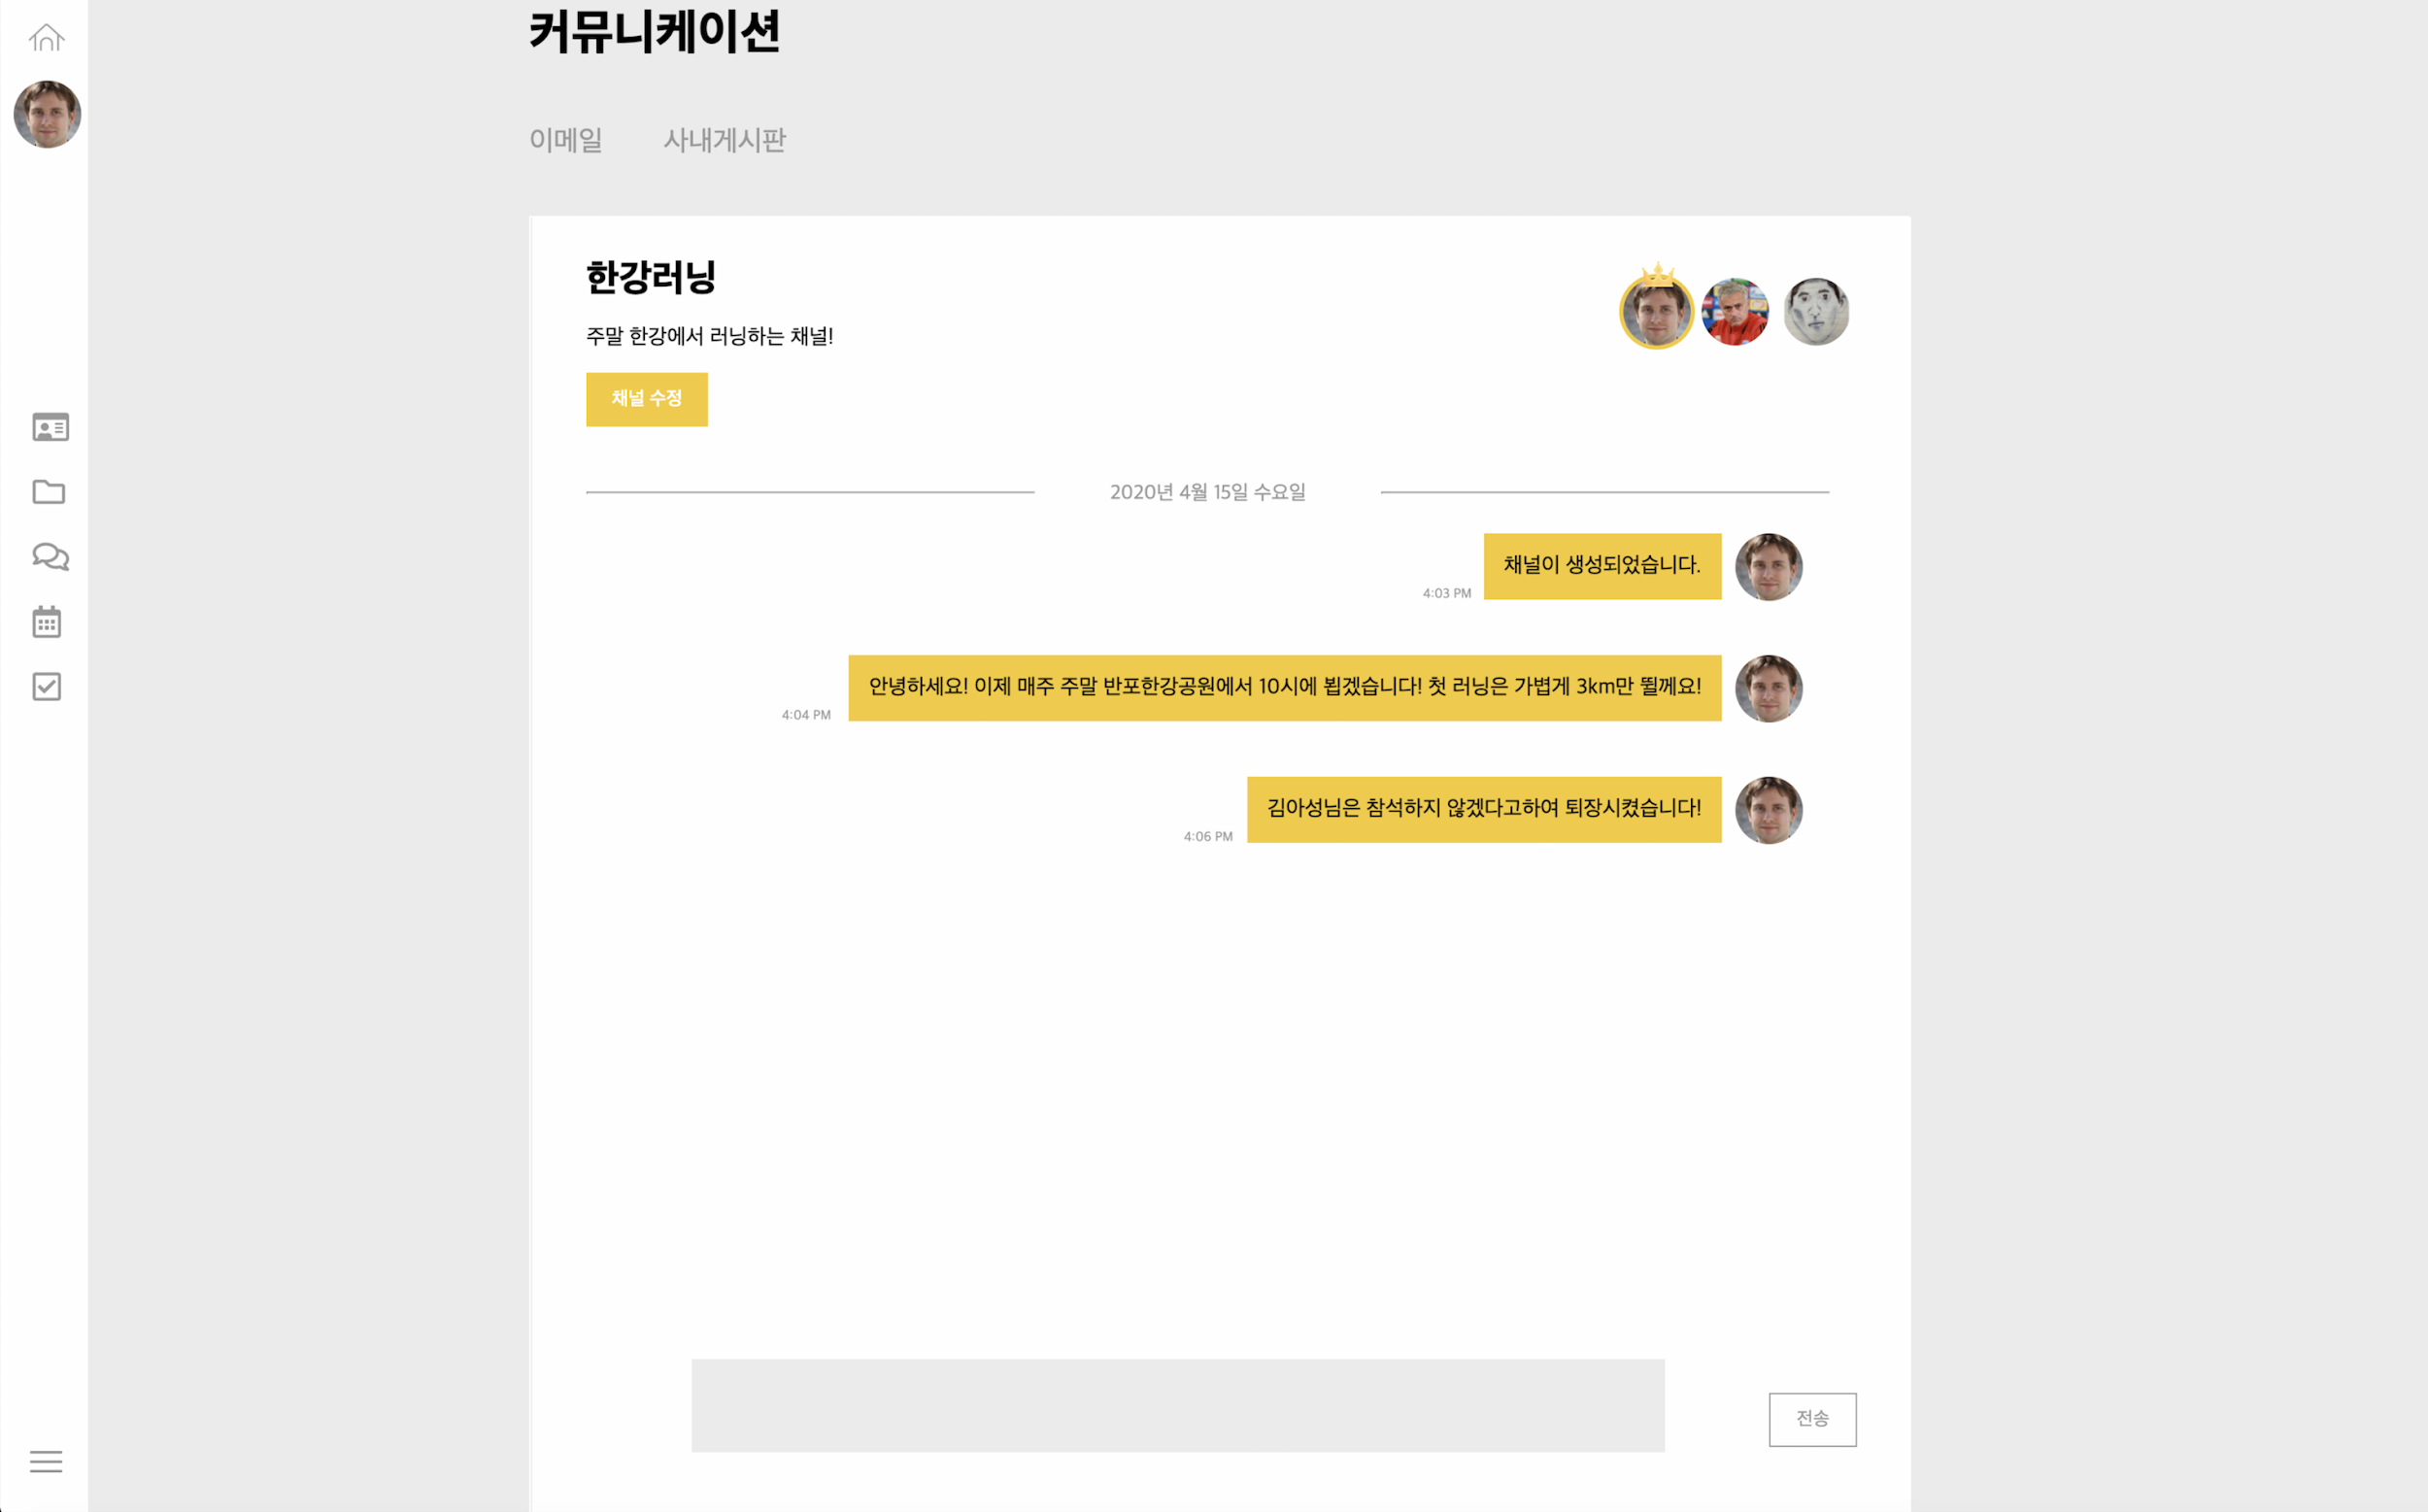 커뮤니케이션
이메일 사내게시판
한강러닝
주말 한강에서 러닝하는 채널!
채널 수정
2020년 4월 15일 수요일
채널이 생성되었습니다.
4:03 PM
안녕하세요! 이제 매주 주말 반포한강공원에서 10시에 뵙겠습니다! 첫 러닝은 가볍게 3km만 뛸께요!
4:04 PM
김아성님은 참석하지 않겠다고하여 퇴장시켰습니다!
4:06 PM
전송